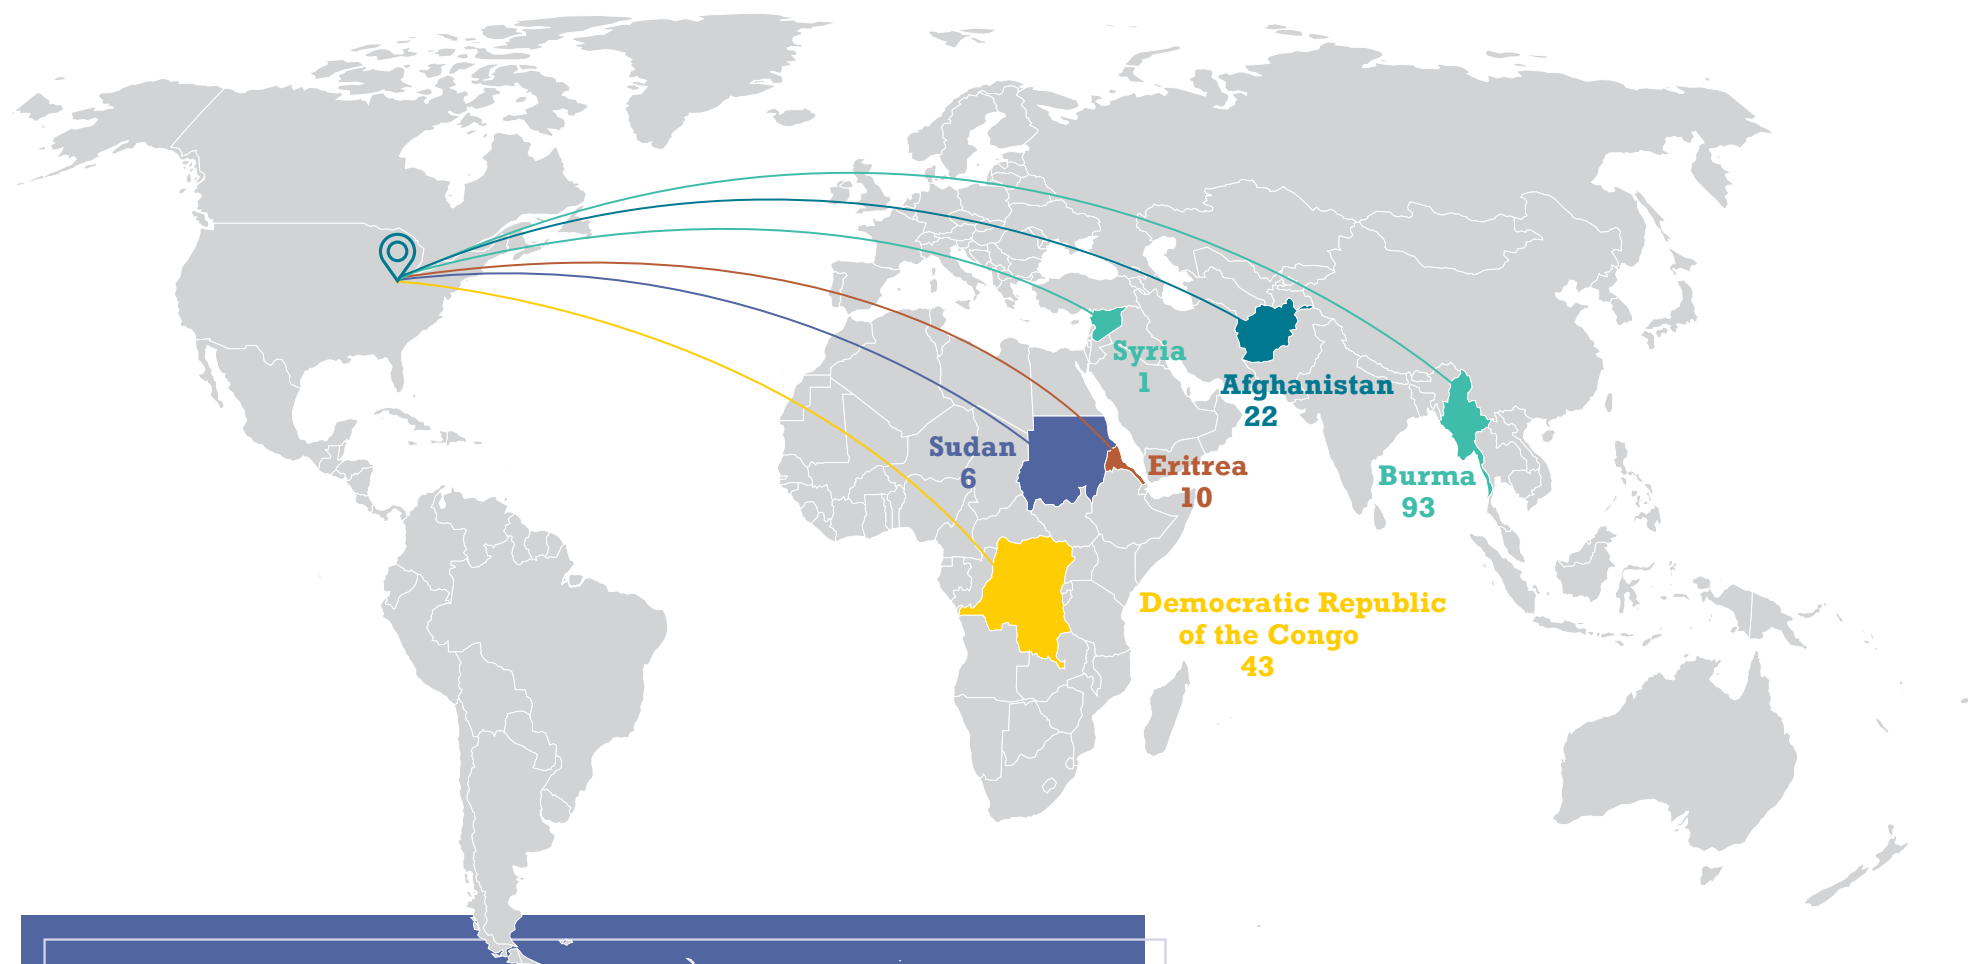 Syria
1
Afghanistan
22
Sudan
6
Eritrea
10
Burma
93
Democratic Republic
of the Congo
43